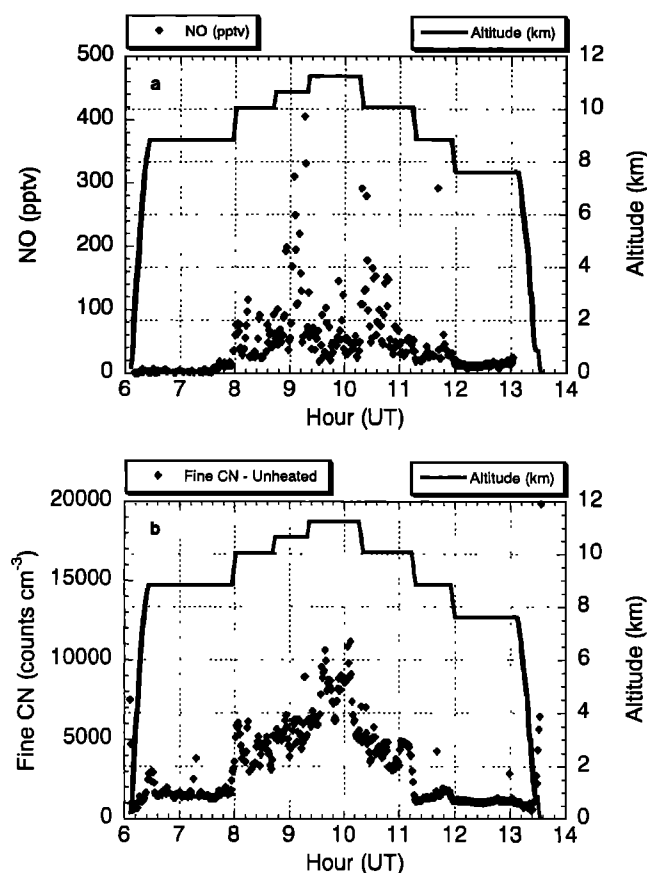 NO (pptv)
Altitude (km)
a
500
400
300
200
100
0
NO (pptv)
12
10
8
6
4
2
0
Altitude (km)
6 7 8 9 10 11 12 13 14
Hour (UT)
Fine CN - Unheated
Altitude (km)
b
20000
15000
10000
5000
0
Fine CN (counts cm⁻³)
12
10
8
6
4
2
0
Altitude (km)
6 7 8 9 10 11 12 13 14
Hour (UT)